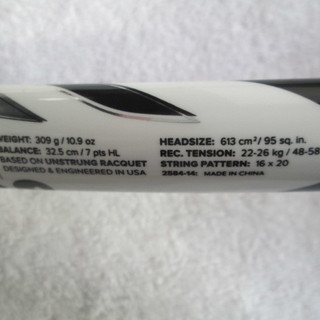 WEIGHT: 309 g / 10.9 oz
BALANCE: 32.5 cm / 7 pts HL
BASED ON UNSTRUNG RACQUET
DESIGNED & ENGINEERED IN USA
HEADSIZE: 613 cm²/ 95 sq. in.
REC. TENSION: 22-26 kg / 48-58
STRING PATTERN: 16 x 20
2684-14: MADE IN CHINA